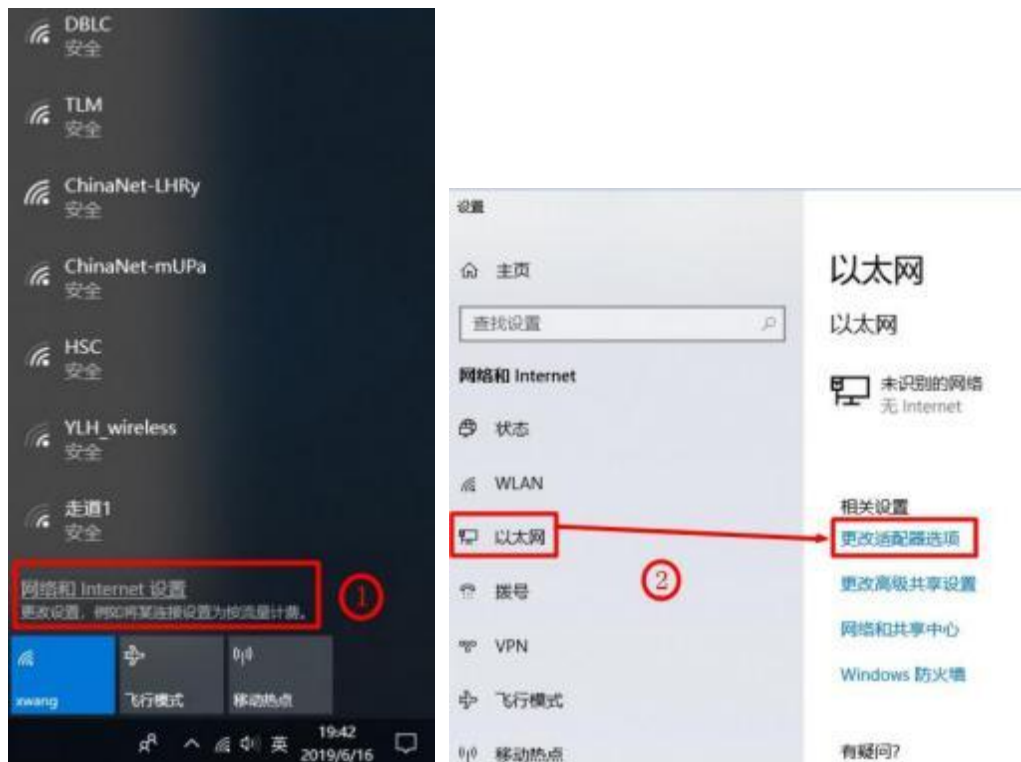 DBLC
安全
TLM
安全
ChinaNet-LHRy
安全
ChinaNet-mUPa
安全
HSC
安全
YLH_wireless
安全
走道1
安全
网络和 Internet 设置
更改设置，例如将某连接设置为按流量计费。
1
xwang
飞行模式
移动热点
英
19:42
2019/6/16
设置
主页
查找设置
网络和 Internet
状态
WLAN
以太网
拨号
VPN
飞行模式
移动热点
2
以太网
以太网
未识别的网络
无 Internet
相关设置
更改适配器选项
更改高级共享设置
网络和共享中心
Windows 防火墙
有疑问?